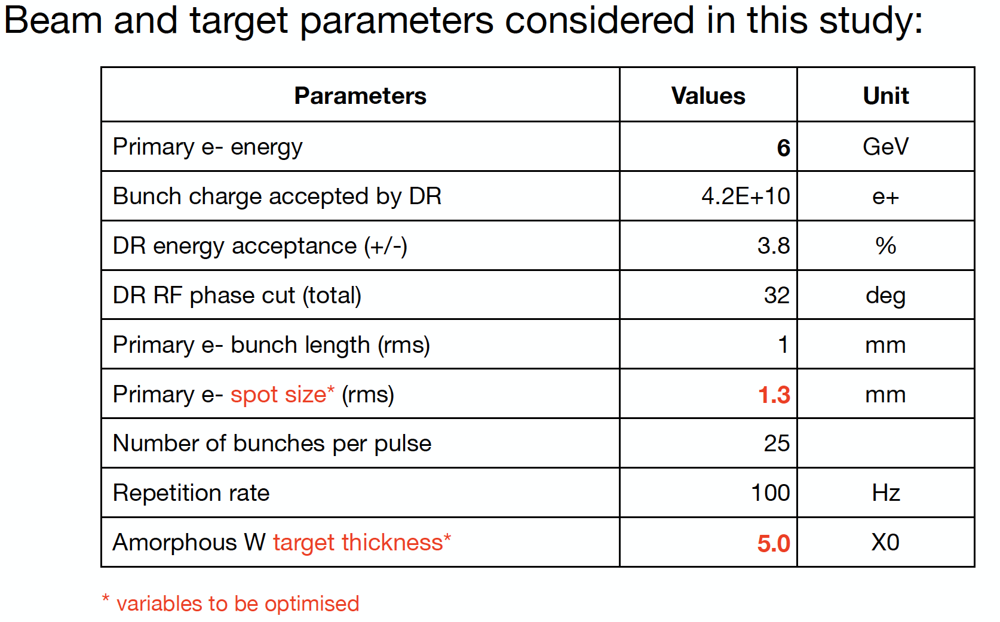 Beam and target parameters considered in this study:
Parameters Values Unit
Primary e- energy 6 GeV
Bunch charge accepted by DR 4.2E+10 e+
DR energy acceptance (+/-) 3.8 %
DR RF phase cut (total) 32 deg
Primary e- bunch length (rms) 1 mm
Primary e- spot size* (rms) 1.3 mm
Number of bunches per pulse 25
Repetition rate 100 Hz
Amorphous W target thickness* 5.0 X0
* variables to be optimised